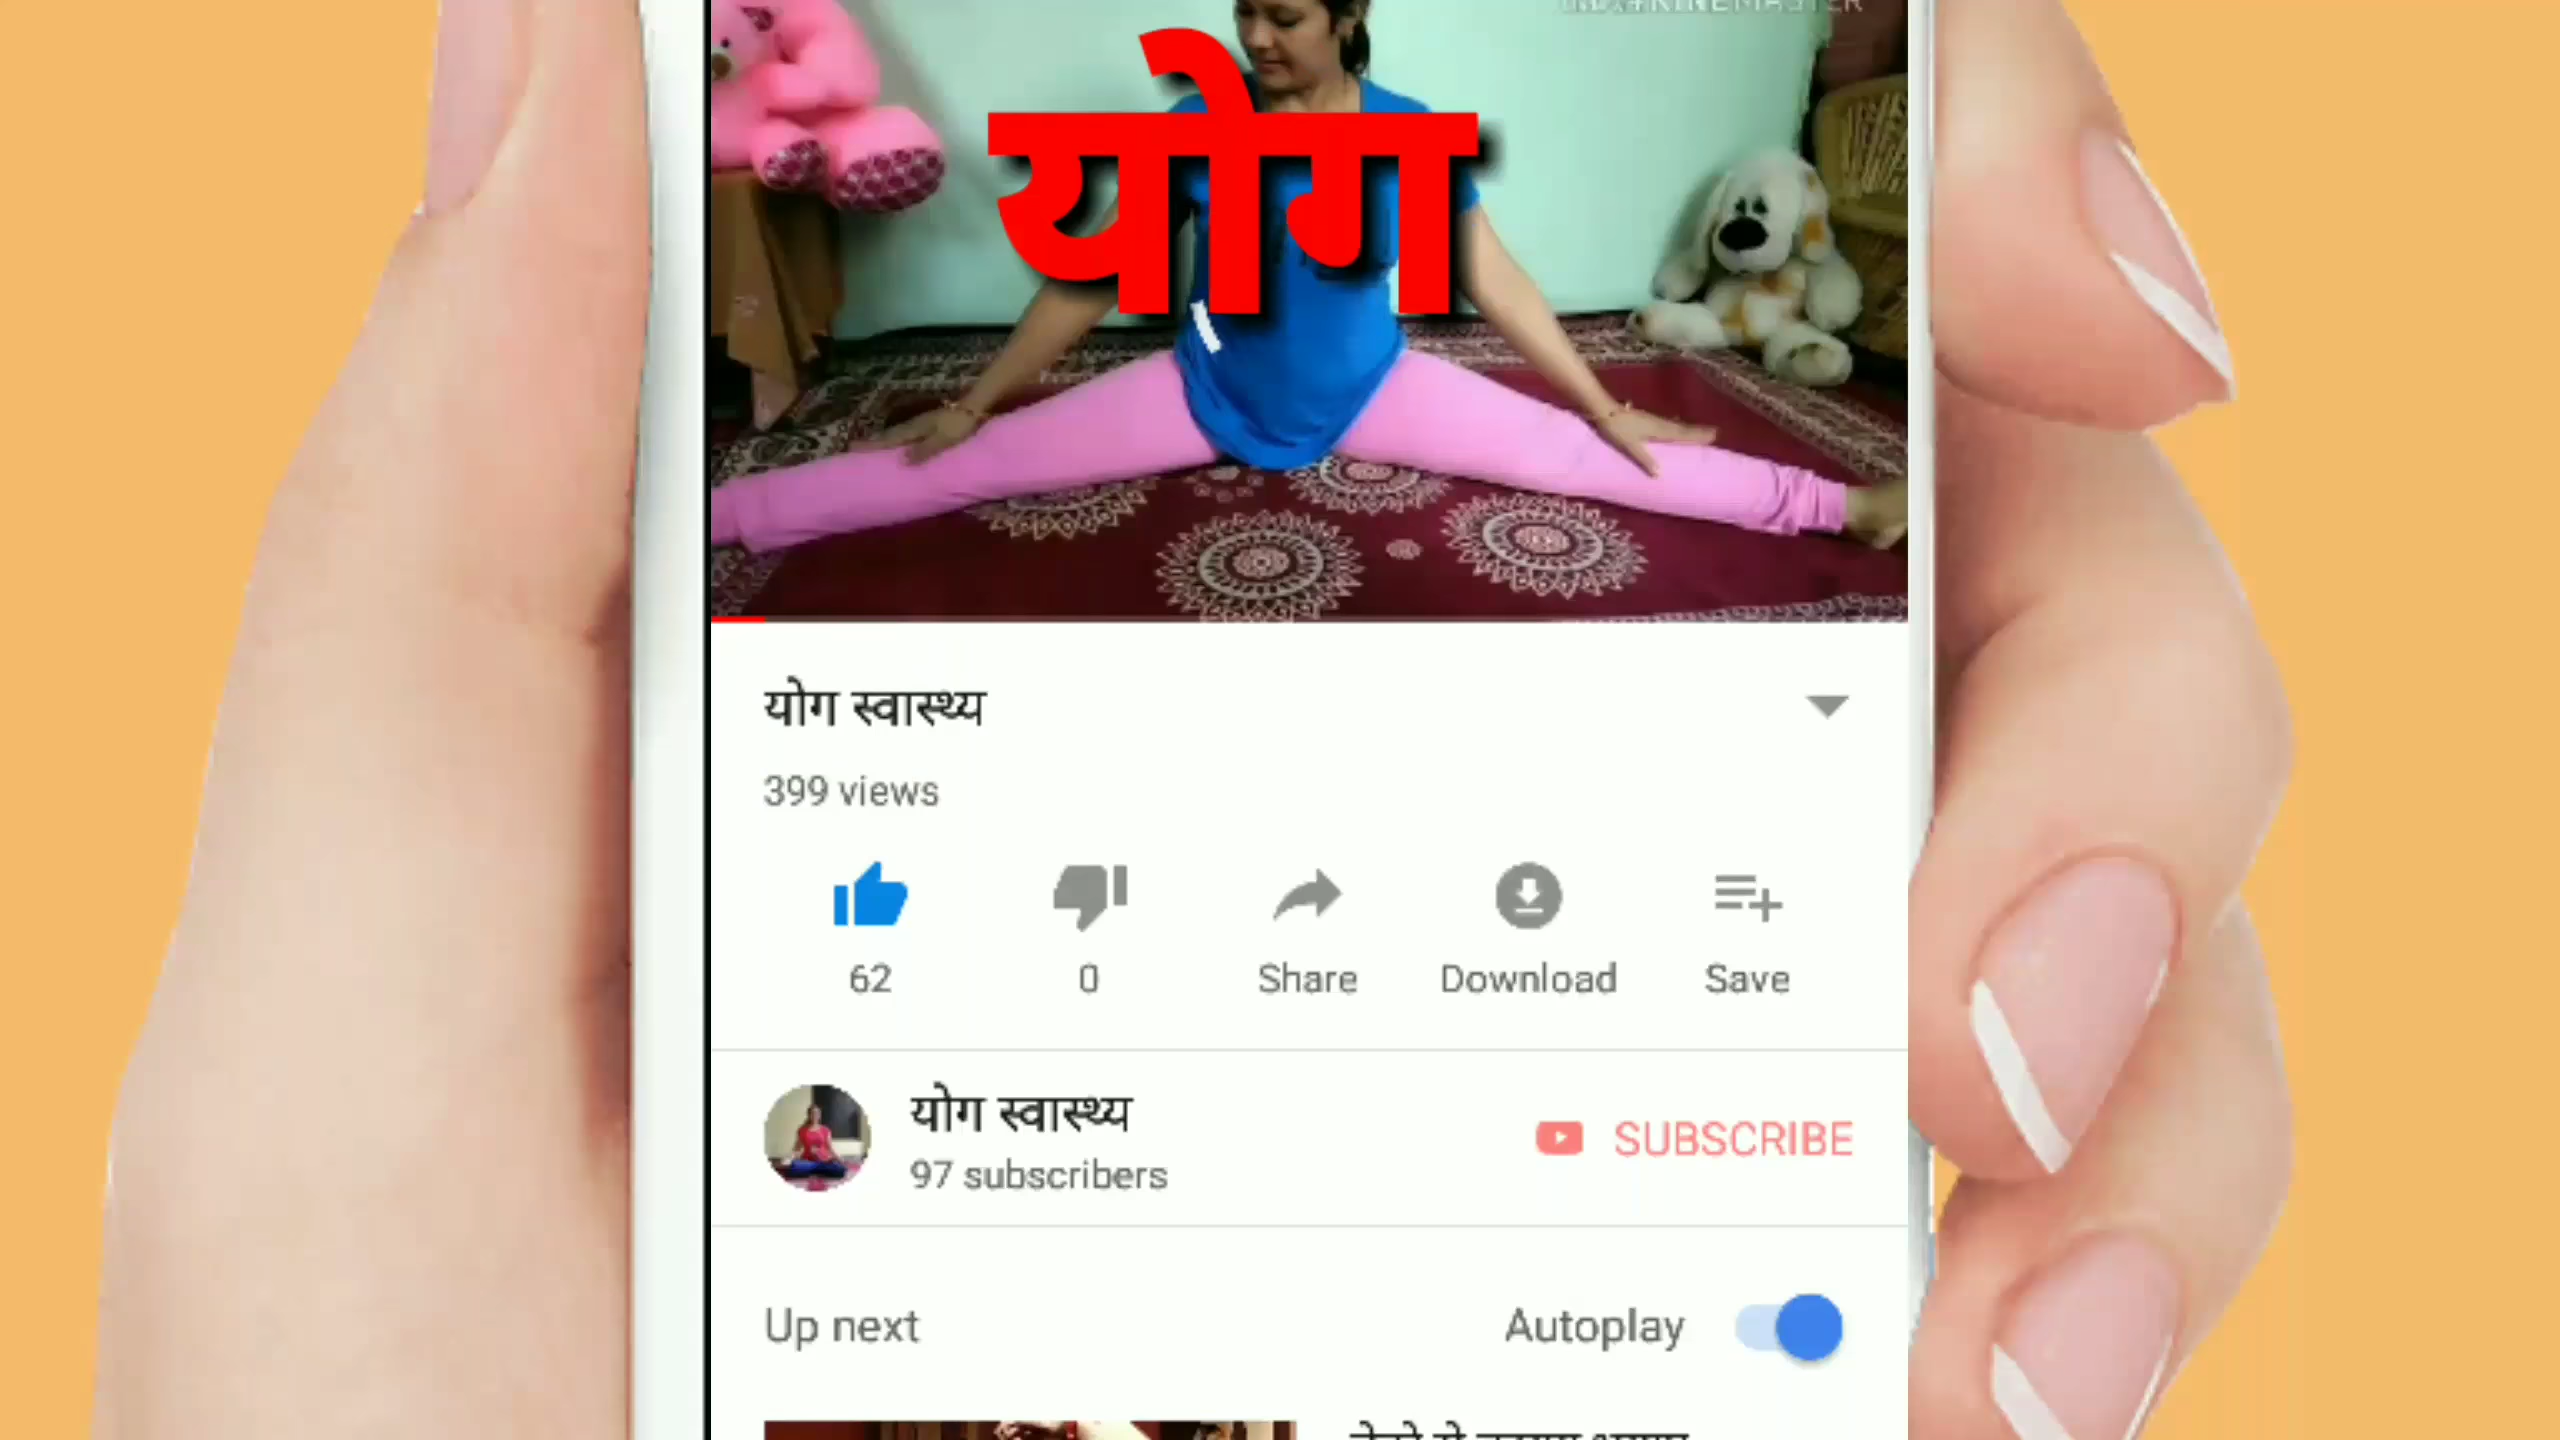 योग
योग स्वास्थ्य
399 views
62
0
Share
Download
Save
योग स्वास्थ्य
97 subscribers
SUBSCRIBE
Up next
Autoplay